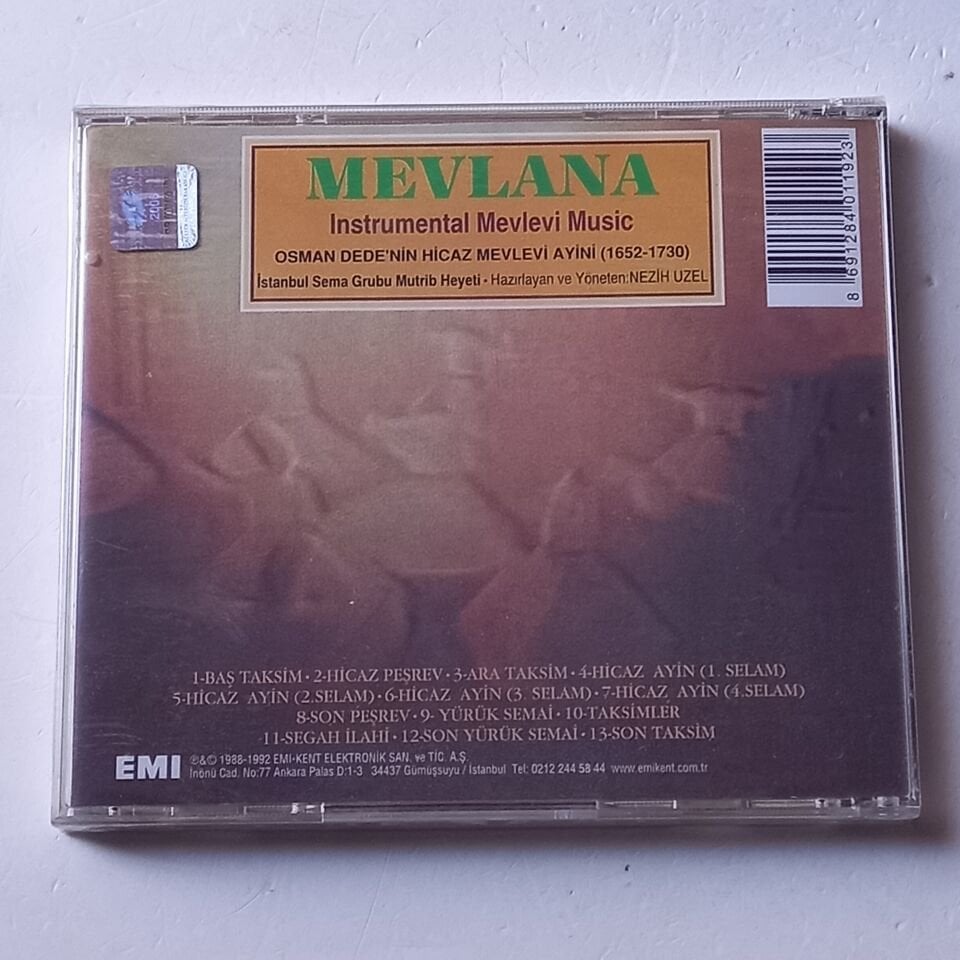 MEVLANA
Instrumental Mevlevi Music
OSMAN DEDE'NİN HİCAZ MEVLEVİ AYİNİ (1652-1730)
İstanbul Sema Grubu Mutrib Heyeti • Hazırlayan ve Yöneten:NEZİH UZEL
2006
8 691284 011923
1-BAŞ TAKSİM • 2-HİCAZ PEŞREV • 3-ARA TAKSİM • 4-HİCAZ AYİN (1. SELAM)
5-HİCAZ AYİN (2.SELAM) • 6-HİCAZ AYİN (3. SELAM) • 7-HİCAZ AYİN (4.SELAM)
8-SON PEŞREV • 9- YÜRÜK SEMAİ • 10-TAKSİMLER
11-SEGAH İLAHİ • 12-SON YÜRÜK SEMAİ • 13-SON TAKSİM
EMI
℗&© 1988-1992 EMI-KENT ELEKTRONİK SAN. ve TİC. A.Ş.
İnönü Cad. No:77 Ankara Palas D:1-3 34437 Gümüşsuyu / İstanbul Tel: 0212 244 58 44 www.emikent.com.tr